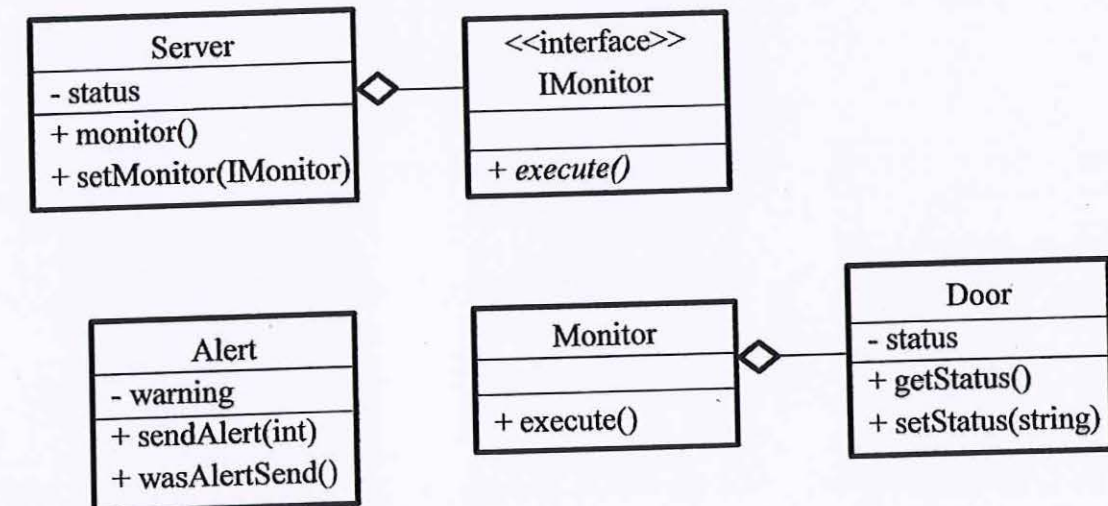 Server
- status
+ monitor()
+ setMonitor(IMonitor)
<<interface>>
IMonitor
+ execute()
Alert
- warning
+ sendAlert(int)
+ wasAlertSend()
Monitor
+ execute()
Door
- status
+ getStatus()
+ setStatus(string)